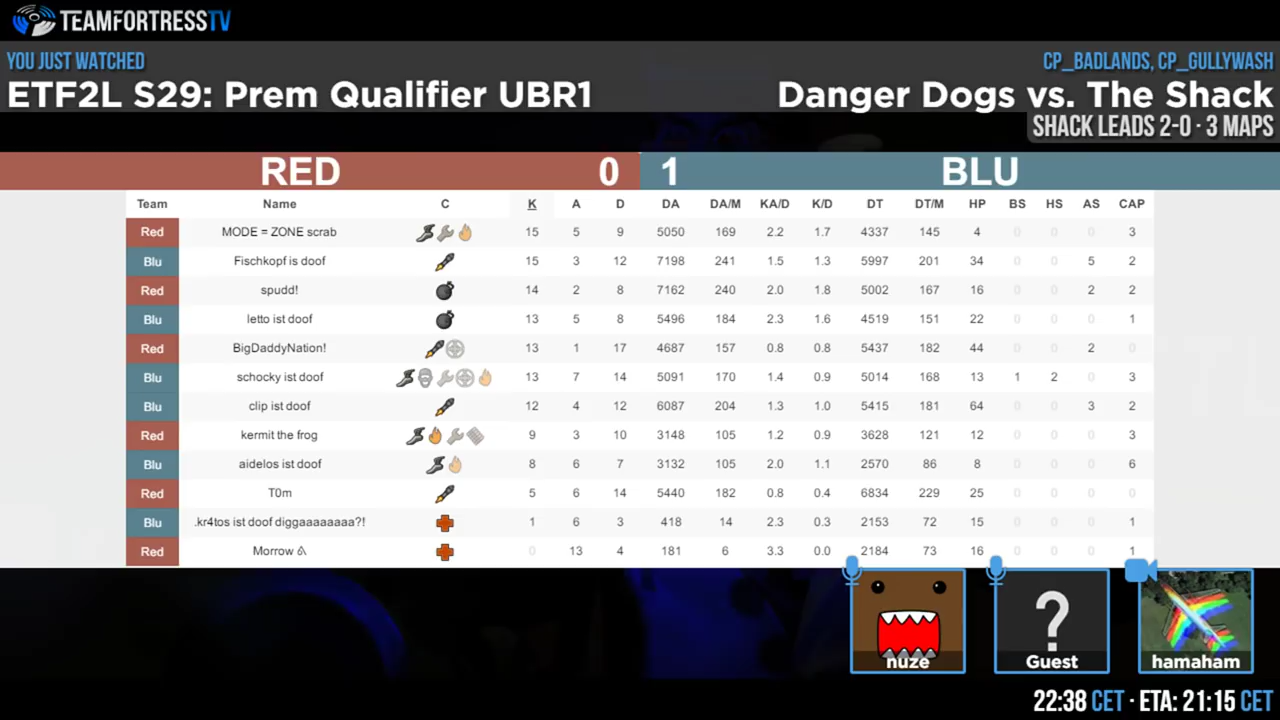 TEAMFORTRESSTV
YOU JUST WATCHED
CP_BADLANDS, CP_GULLYWASH
ETF2L S29: Prem Qualifier UBR1
Danger Dogs vs. The Shack
SHACK LEADS 2-0 · 3 MAPS
RED 0 1 BLU
Team Name C K A D DA DA/M KA/D K/D DT DT/M HP BS HS AS CAP
Red MODE = ZONE scrab 15 5 9 5050 169 2.2 1.7 4337 145 4 0 0 0 3
Blu Fischkopf is doof 15 3 12 7198 241 1.5 1.3 5997 201 34 0 0 5 2
Red spudd! 14 2 8 7162 240 2.0 1.8 5002 167 16 0 0 2 2
Blu letto ist doof 13 5 8 5496 184 2.3 1.6 4519 151 22 0 0 0 1
Red BigDaddyNation! 13 1 17 4687 157 0.8 0.8 5437 182 44 0 0 2 0
Blu schocky ist doof 13 7 14 5091 170 1.4 0.9 5014 168 13 1 2 0 3
Blu clip ist doof 12 4 12 6087 204 1.3 1.0 5415 181 64 0 0 3 2
Red kermit the frog 9 3 10 3148 105 1.2 0.9 3628 121 12 0 0 0 3
Blu aidelos ist doof 8 6 7 3132 105 2.0 1.1 2570 86 8 0 0 0 6
Red T0m 5 6 14 5440 182 0.8 0.4 6834 229 25 0 0 0 0
Blu .kr4tos ist doof diggaaaaaaaa?! 1 6 3 418 14 2.3 0.3 2153 72 15 0 0 0 1
Red Morrow 0 13 4 181 6 3.3 0.0 2184 73 16 0 0 0 1
nuze
?
Guest
hamaham
22:38 CET · ETA: 21:15 CET